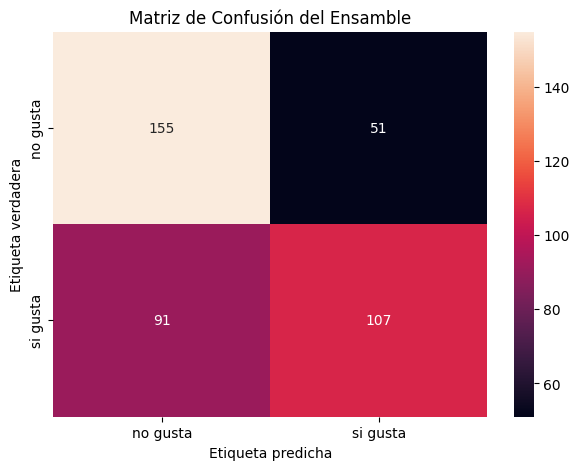 Matriz de Confusión del Ensamble
Etiqueta verdadera
no gusta
si gusta
155
51
91
107
no gusta
si gusta
Etiqueta predicha
140
120
100
80
60